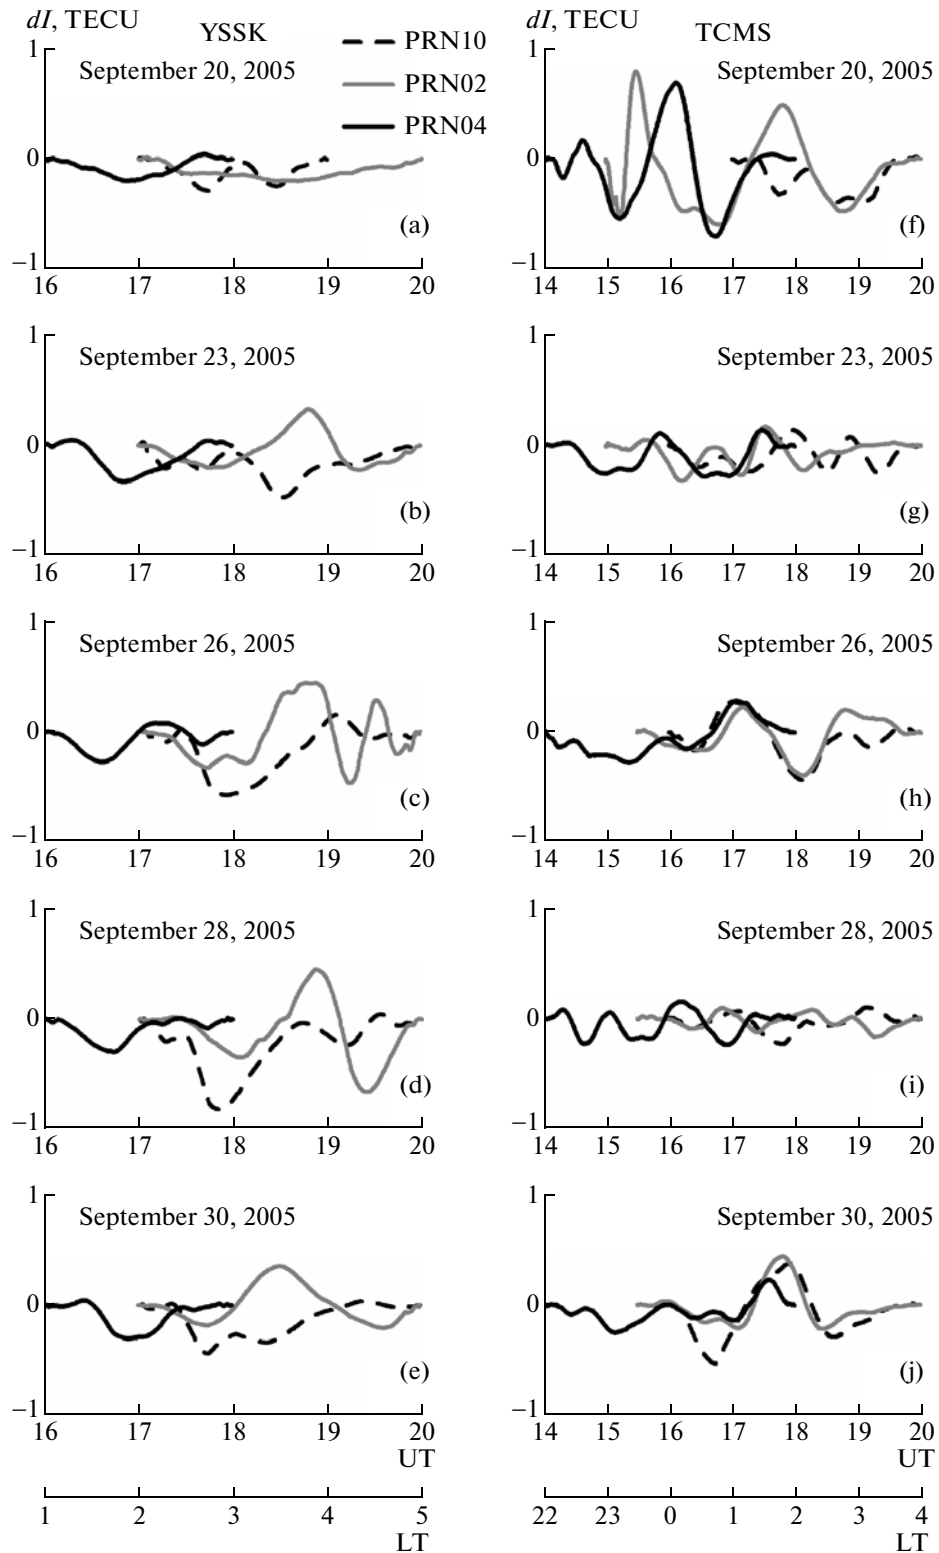 dI, TECU YSSK
PRN10
PRN02
PRN04
dI, TECU
TCMS
1
September 20, 2005
0
(a)
–1
16 17 18 19 20
1
September 20, 2005
0
(f)
–1
14 15 16 17 18 19 20
1
September 23, 2005
0
(b)
–1
16 17 18 19 20
1
September 23, 2005
0
(g)
–1
14 15 16 17 18 19 20
1
September 26, 2005
0
(c)
–1
16 17 18 19 20
1
September 26, 2005
0
(h)
–1
14 15 16 17 18 19 20
1
September 28, 2005
0
(d)
–1
16 17 18 19 20
1
September 28, 2005
0
(i)
–1
14 15 16 17 18 19 20
1
September 30, 2005
0
(e)
–1
16 17 18 19 20
UT
1 2 3 4 5
LT
1
September 30, 2005
0
(j)
–1
14 15 16 17 18 19 20
UT
22 23 0 1 2 3 4
LT